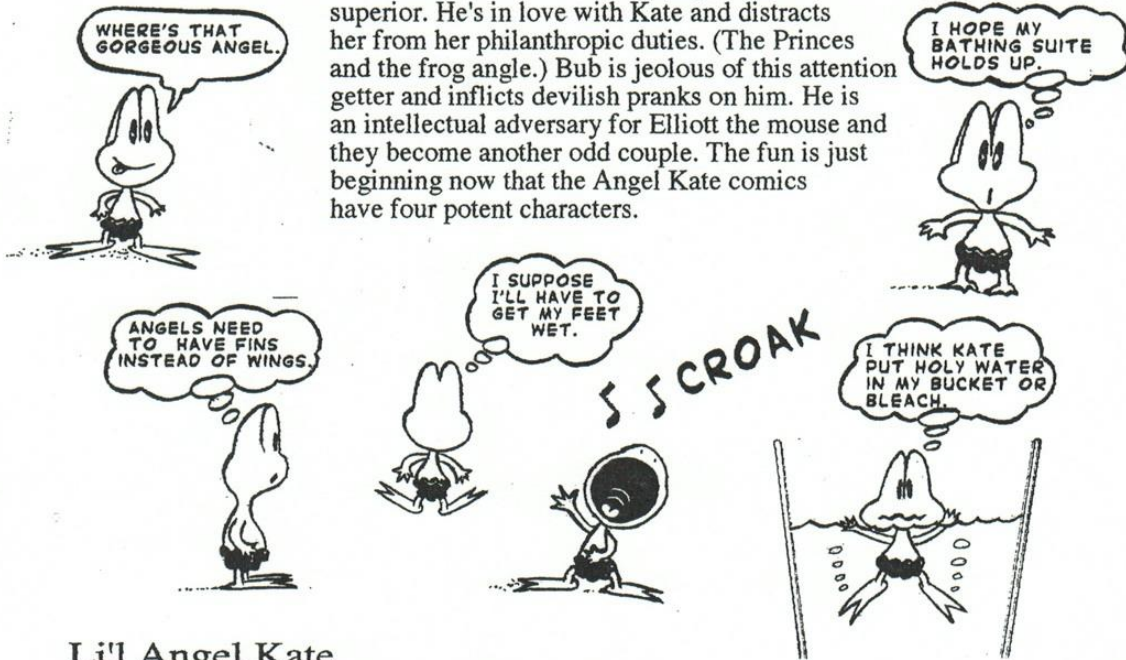 WHERE'S THAT
GORGEOUS ANGEL.
superior. He's in love with Kate and distracts
her from her philanthropic duties. (The Princes
and the frog angle.) Bub is jeolous of this attention
getter and inflicts devilish pranks on him. He is
an intellectual adversary for Elliott the mouse and
they become another odd couple. The fun is just
beginning now that the Angel Kate comics
have four potent characters.
I HOPE MY
BATHING SUITE
HOLDS UP.
ANGELS NEED
TO HAVE FINS
INSTEAD OF WINGS.
I SUPPOSE
I'LL HAVE TO
GET MY FEET
WET.
CROAK
I THINK KATE
PUT HOLY WATER
IN MY BUCKET OR
BLEACH.
Li'l Angel Kate